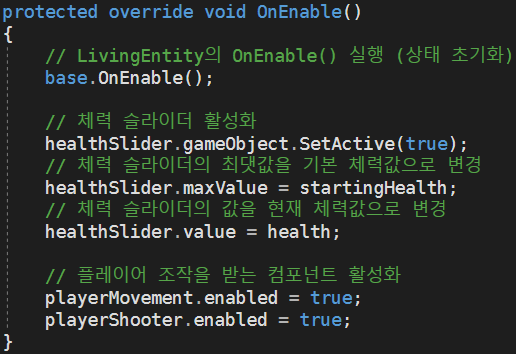 protected override void OnEnable()
{
// LivingEntity의 OnEnable() 실행 (상태 초기화)
base.OnEnable();
// 체력 슬라이더 활성화
healthSlider.gameObject.SetActive(true);
// 체력 슬라이더의 최댓값을 기본 체력값으로 변경
healthSlider.maxValue = startingHealth;
// 체력 슬라이더의 값을 현재 체력값으로 변경
healthSlider.value = health;
// 플레이어 조작을 받는 컴포넌트 활성화
playerMovement.enabled = true;
playerShooter.enabled = true;
}